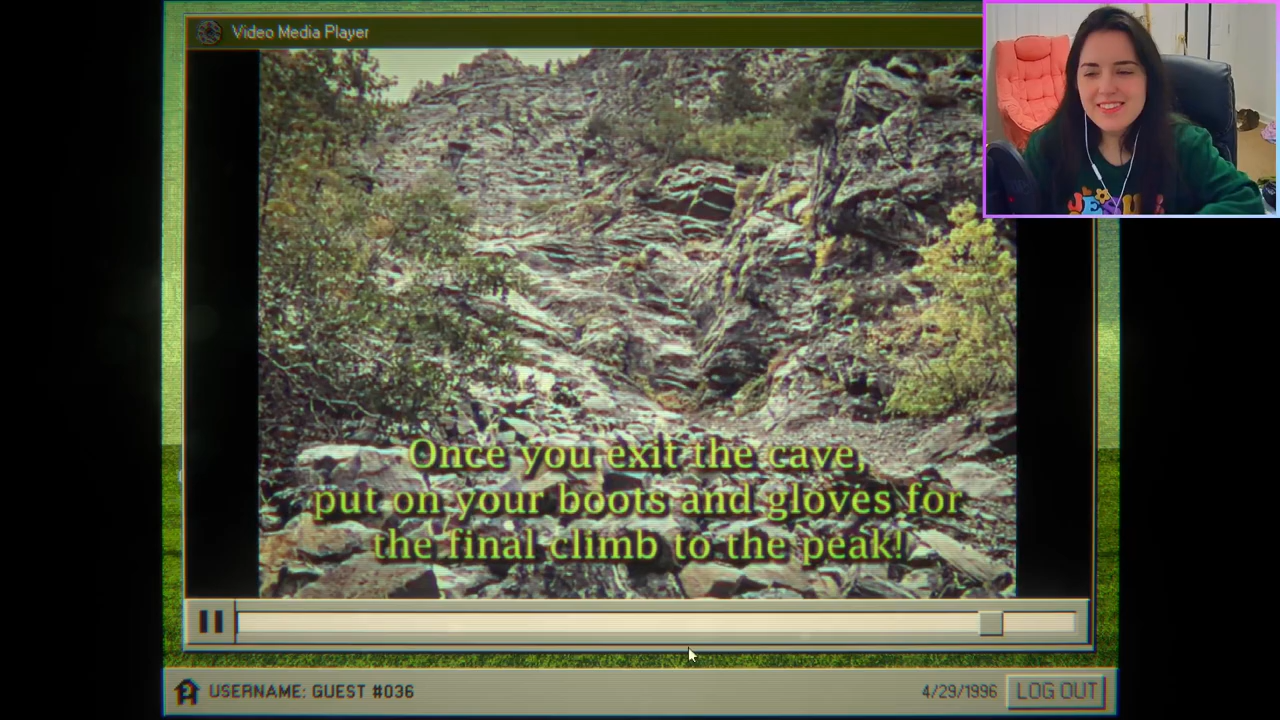 Video Media Player
Once you exit the cave,
put on your boots and gloves for
the final climb to the peak!
USERNAME: GUEST #036
4/29/1996
LOG OUT